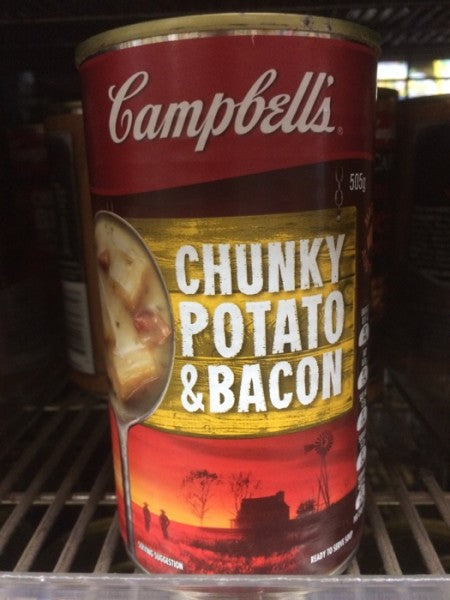 Campbell's
505g
CHUNKY
POTATO
&BACON
SERVING SUGGESTION
READY TO SERVE SOUP